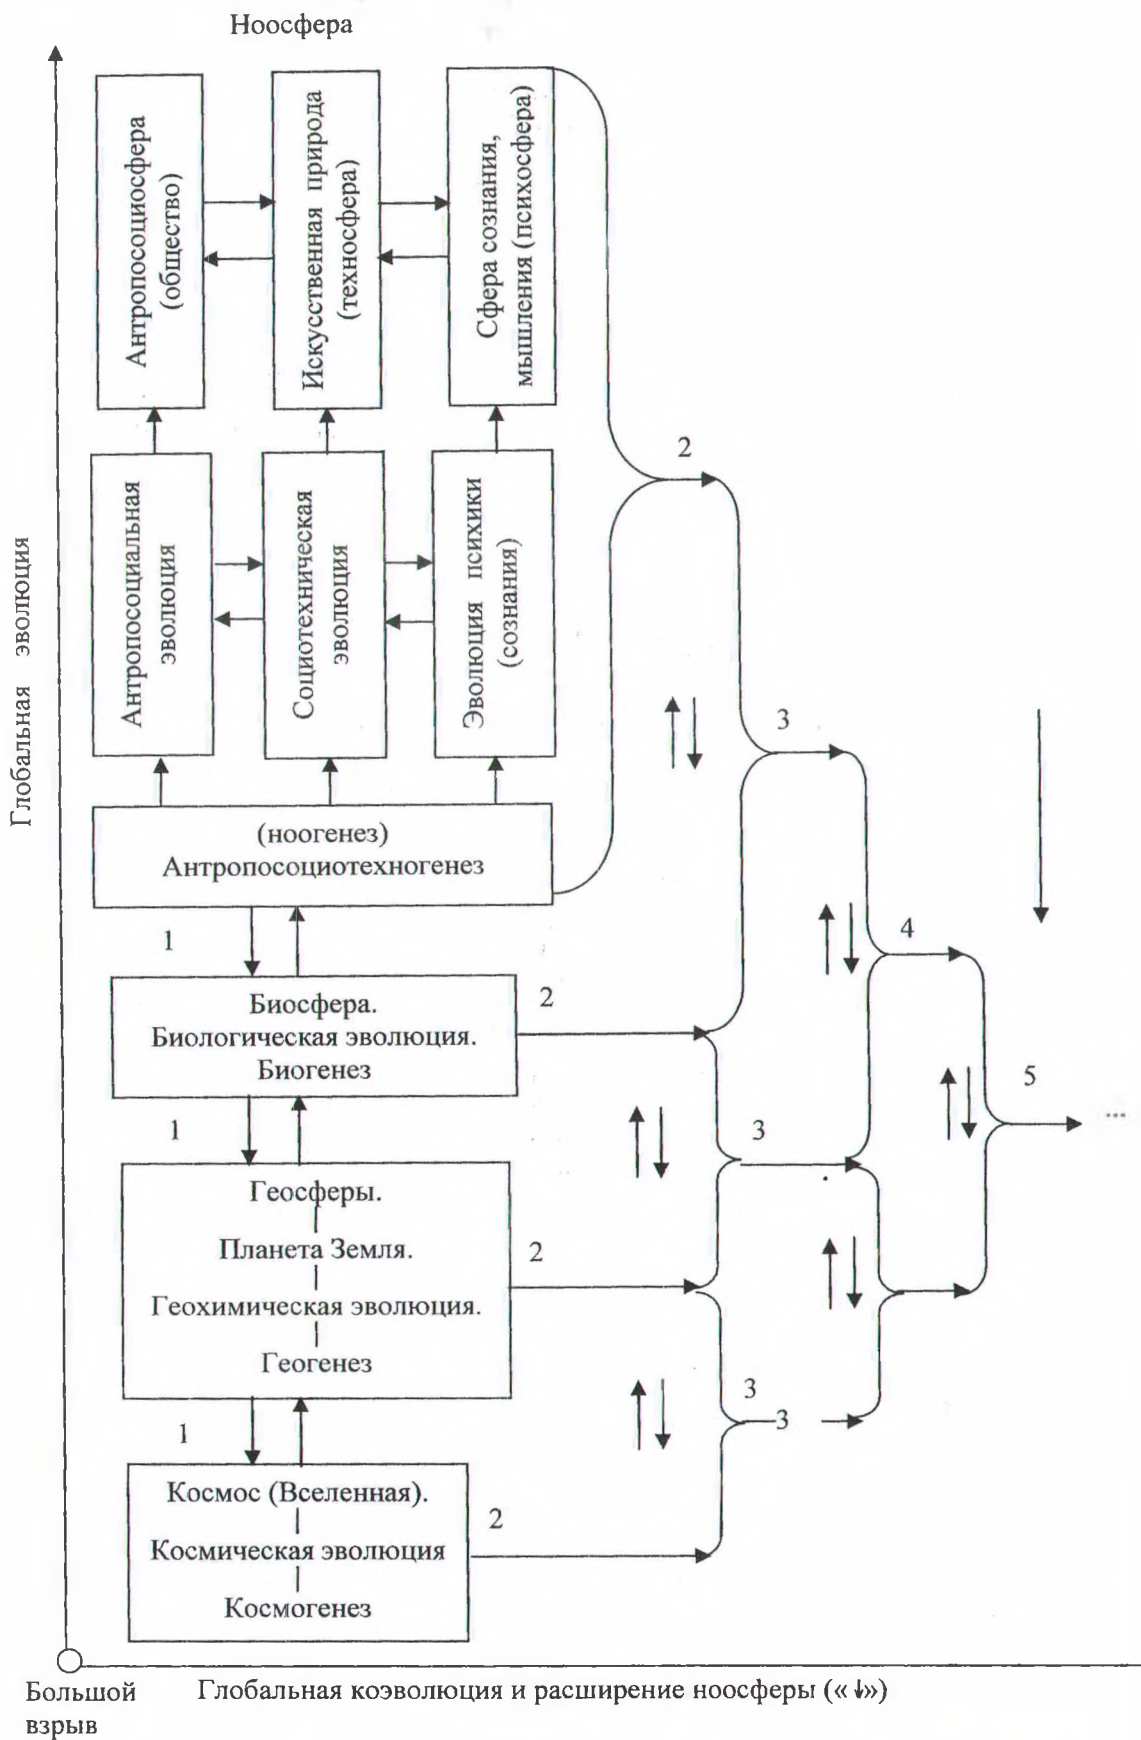 Ноосфера
Глобальная эволюция
Антропосоциосфера
(общество)
Искусственная природа
(техносфера)
Сфера сознания,
мышления (психосфера)
2
Антропосоциальная
эволюция
Социотехническая
эволюция
Эволюция психики
(сознания)
3
(ноогенез)
Антропосоциотехногенез
1
4
Биосфера.
Биологическая эволюция.
Биогенез
2
5
...
1
3
Геосферы.
Планета Земля.
Геохимическая эволюция.
Геогенез
2
1
3
3
Космос (Вселенная).
Космическая эволюция
Космогенез
2
Большой
взрыв
Глобальная коэволюция и расширение ноосферы («↓»)